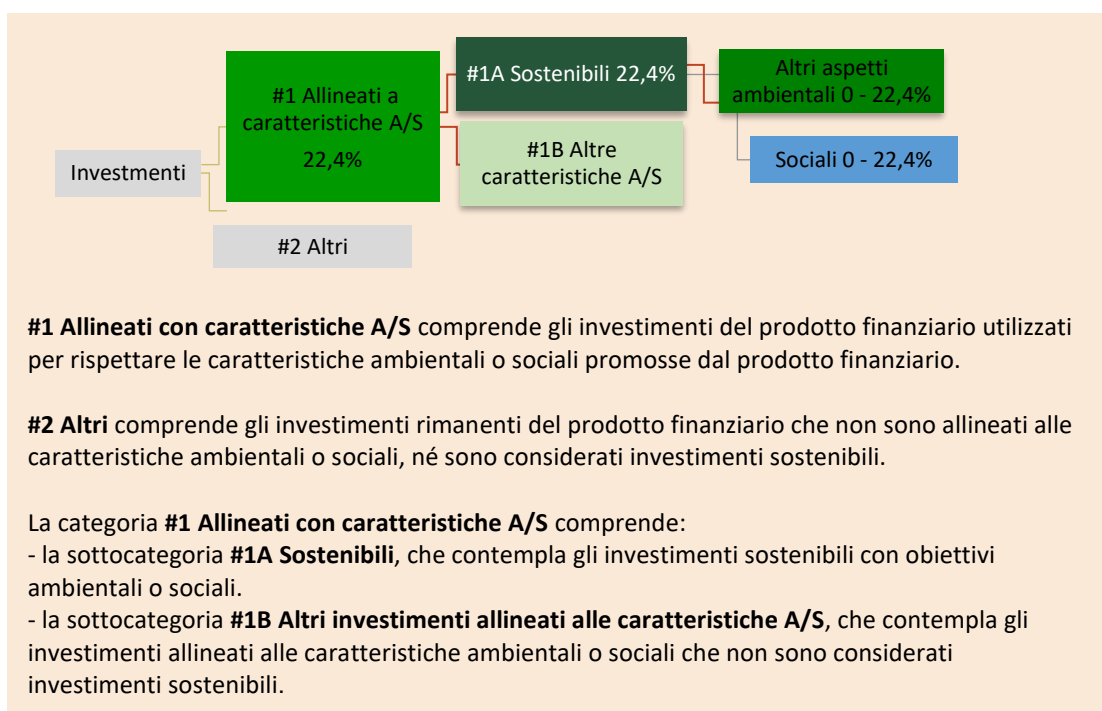 #1A Sostenibili 22,4%
Altri aspetti
ambientali 0 - 22,4%
#1 Allineati a
caratteristiche A/S
22,4%
#1B Altre
caratteristiche A/S
Sociali 0 - 22,4%
Investmenti
#2 Altri
#1 Allineati con caratteristiche A/S comprende gli investimenti del prodotto finanziario utilizzati
per rispettare le caratteristiche ambientali o sociali promosse dal prodotto finanziario.
#2 Altri comprende gli investimenti rimanenti del prodotto finanziario che non sono allineati alle
caratteristiche ambientali o sociali, né sono considerati investimenti sostenibili.
La categoria #1 Allineati con caratteristiche A/S comprende:
- la sottocategoria #1A Sostenibili, che contempla gli investimenti sostenibili con obiettivi
ambientali o sociali.
- la sottocategoria #1B Altri investimenti allineati alle caratteristiche A/S, che contempla gli
investimenti allineati alle caratteristiche ambientali o sociali che non sono considerati
investimenti sostenibili.